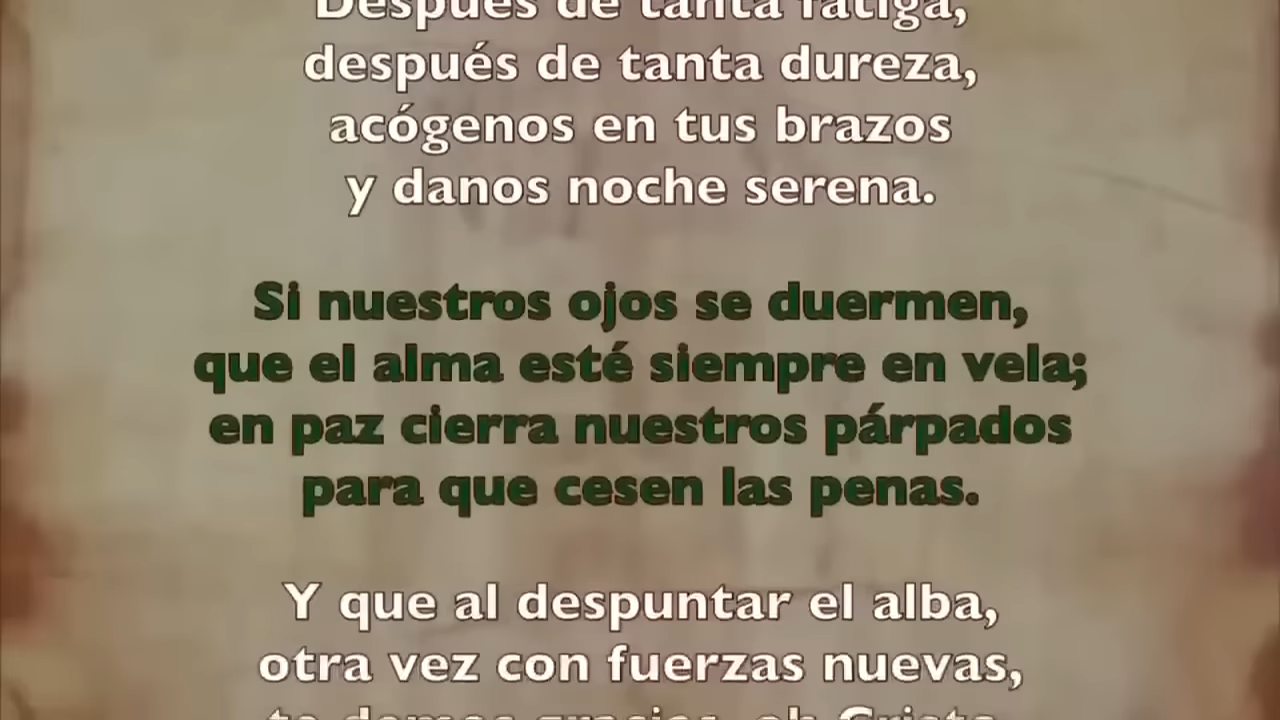 Después de tanta fatiga,
después de tanta dureza,
acógenos en tus brazos
y danos noche serena.
Si nuestros ojos se duermen,
que el alma esté siempre en vela;
en paz cierra nuestros párpados
para que cesen las penas.
Y que al despuntar el alba,
otra vez con fuerzas nuevas,
te demos gracias, oh Cristo,